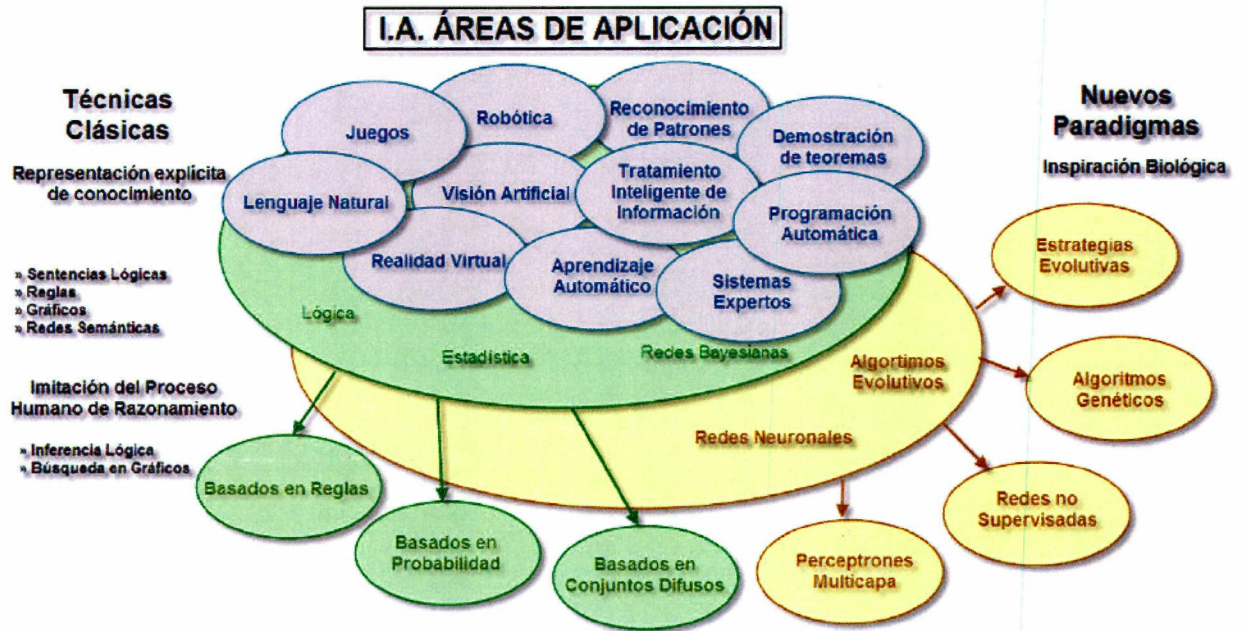 I.A. ÁREAS DE APLICACIÓN
Técnicas
Clásicas
Representación explícita
de conocimiento
» Sentencias Lógicas
» Reglas
» Gráficos
» Redes Semánticas
Imitación del Proceso
Humano de Razonamiento
» Inferencia Lógica
» Búsqueda en Gráficos
Juegos
Robótica
Reconocimiento
de Patrones
Demostración
de teoremas
Lenguaje Natural
Visión Artificial
Tratamiento
Inteligente de
Información
Programación
Automática
Realidad Virtual
Aprendizaje
Automático
Sistemas
Expertos
Lógica
Estadística
Redes Bayesianas
Algortimos
Evolutivos
Redes Neuronales
Basados en Reglas
Basados en
Probabilidad
Basados en
Conjuntos Difusos
Perceptrones
Multicapa
Redes no
Supervisadas
Nuevos
Paradigmas
Inspiración Biológica
Estrategias
Evolutivas
Algoritmos
Genéticos